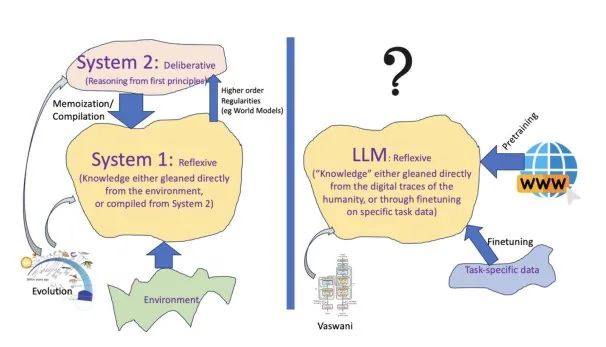 System 2: Deliberative
(Reasoning from first principles)
Memoization/
Compilation
Higher order
Regularities
(eg World Models)
System 1: Reflexive
(Knowledge either gleaned directly
from the environment,
or compiled from System 2)
Evolution
Environment
?
LLM: Reflexive
("Knowledge" either gleaned directly
from the digital traces of the
humanity, or through finetuning
on specific task data)
Pretraining
WWW
Finetuning
Task-specific data
Vaswani